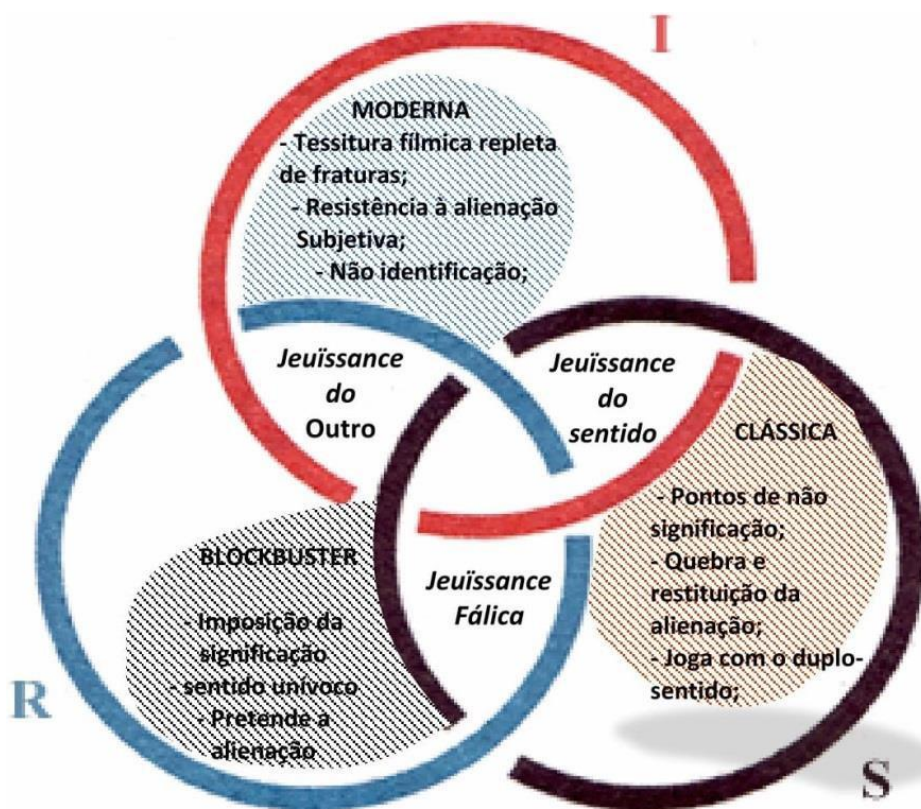 I
MODERNA
- Tessitura fílmica repleta
de fraturas;
- Resistência à alienação
Subjetiva;
- Não identificação;
Jeuïssance
do
Outro
Jeuïssance
do
sentido
CLÁSSICA
- Pontos de não
significação;
- Quebra e
restituição da
alienação;
- Joga com o duplo-
sentido;
BLOCKBUSTER
- Imposição da
significação
- sentido unívoco
- Pretende a
alienação
Jeuïssance
Fálica
R
S